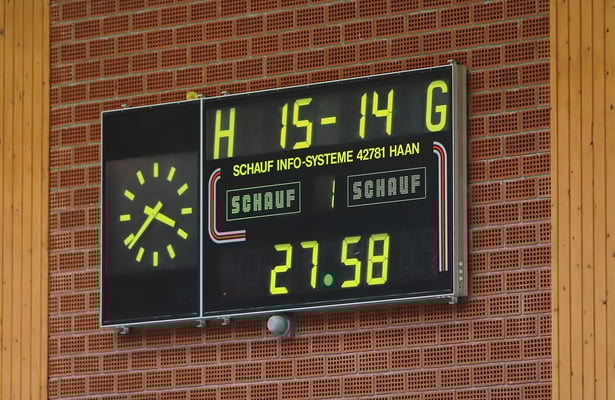 H 15-14 G
SCHAUF INFO-SYSTEME 42781 HAAN
SCHAUF 1 SCHAUF
27.58